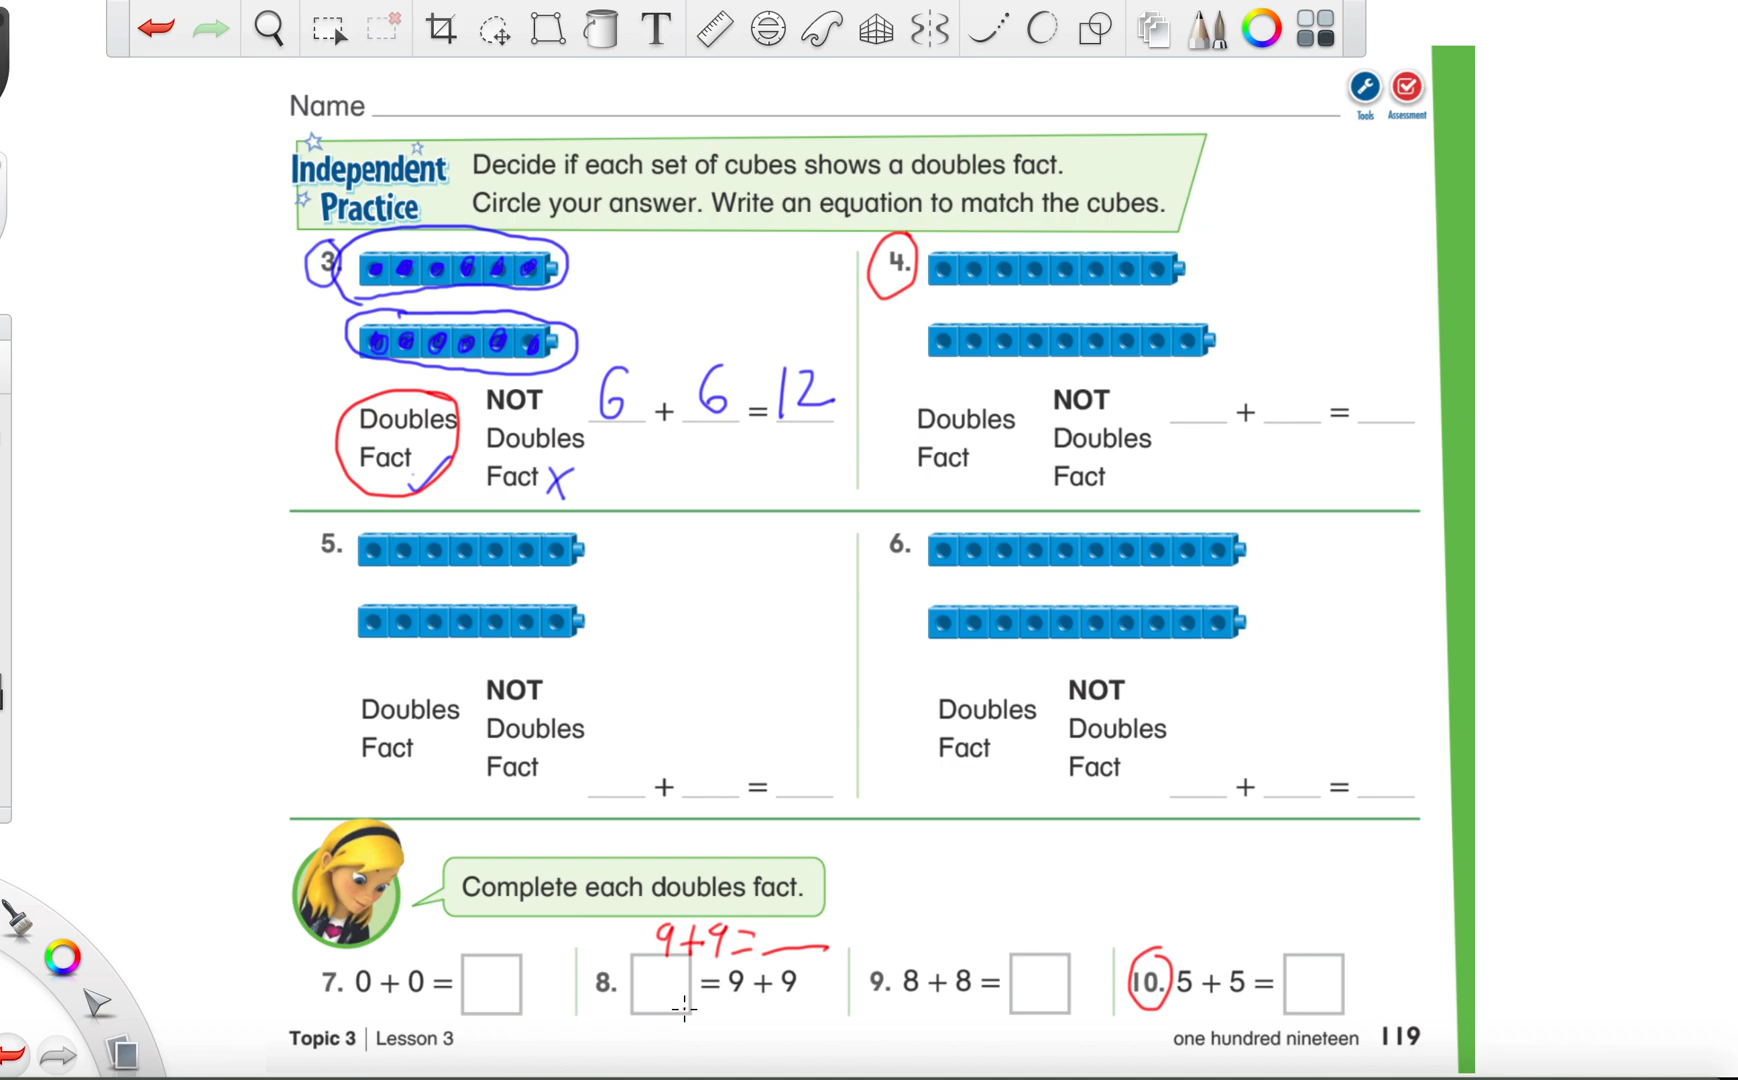 Name
Tools Assessment
Independent Practice
Decide if each set of cubes shows a doubles fact.
Circle your answer. Write an equation to match the cubes.
3.
Doubles Fact
NOT Doubles Fact X
6 + 6 = 12
4.
Doubles Fact
NOT Doubles Fact
+ =
5.
Doubles Fact
NOT Doubles Fact
+ =
6.
Doubles Fact
NOT Doubles Fact
+ =
Complete each doubles fact.
9+9=
7. 0 + 0 =
8. = 9 + 9
9. 8 + 8 =
10. 5 + 5 =
Topic 3 | Lesson 3
one hundred nineteen 119